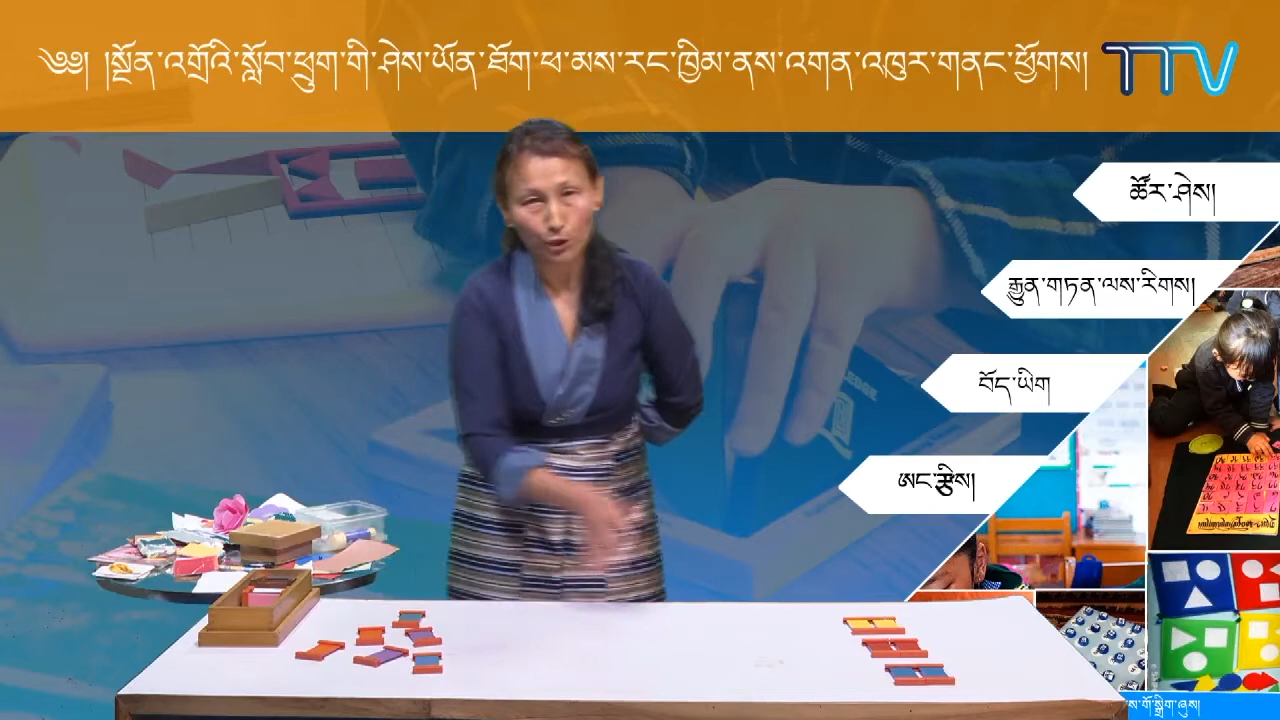 ༄༅། །སྔོན་འགྲོའི་སློབ་ཕྲུག་གི་ཤེས་ཡོན་ཐོག་ཕ་མས་རང་ཁྱིམ་ནས་འགན་འཁུར་གནང་ཕྱོགས།
TTV
ཚོར་ཤེས།
རྒྱུན་གཏན་ལས་རིགས།
བོད་ཡིག
ཨང་རྩིས།